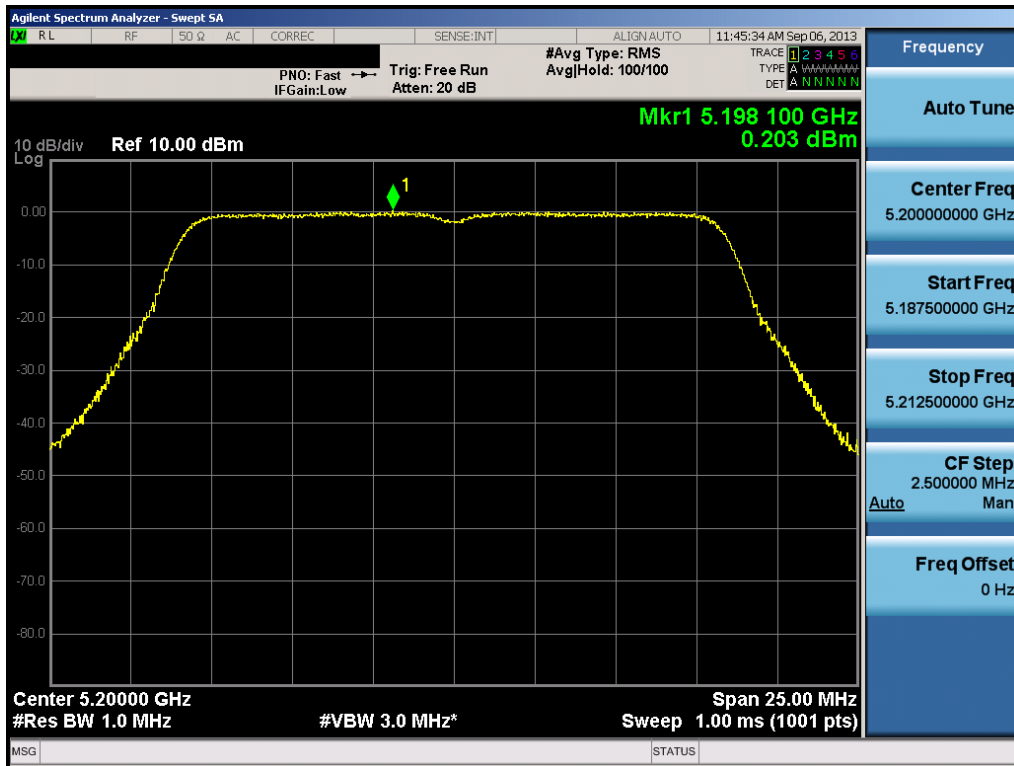 Agilent Spectrum Analyzer - Swept SA
LXI RL RF 50 Ω AC CORREC SENSE:INT ALIGN AUTO 11:45:34 AM Sep 06, 2013
Frequency
PNO: Fast
IFGain:Low
Trig: Free Run
Atten: 20 dB
#Avg Type: RMS
Avg|Hold: 100/100
TRACE 1 2 3 4 5 6
TYPE A WWWWW
DET A N N N N N
Auto Tune
Mkr1 5.198 100 GHz
0.203 dBm
10 dB/div Ref 10.00 dBm
Log
1
0.00
-10.0
-20.0
-30.0
-40.0
-50.0
-60.0
-70.0
-80.0
Center 5.20000 GHz Span 25.00 MHz
#Res BW 1.0 MHz #VBW 3.0 MHz* Sweep 1.00 ms (1001 pts)
Center Freq
5.200000000 GHz
Start Freq
5.187500000 GHz
Stop Freq
5.212500000 GHz
CF Step
2.500000 MHz
Auto Man
Freq Offset
0 Hz
MSG STATUS